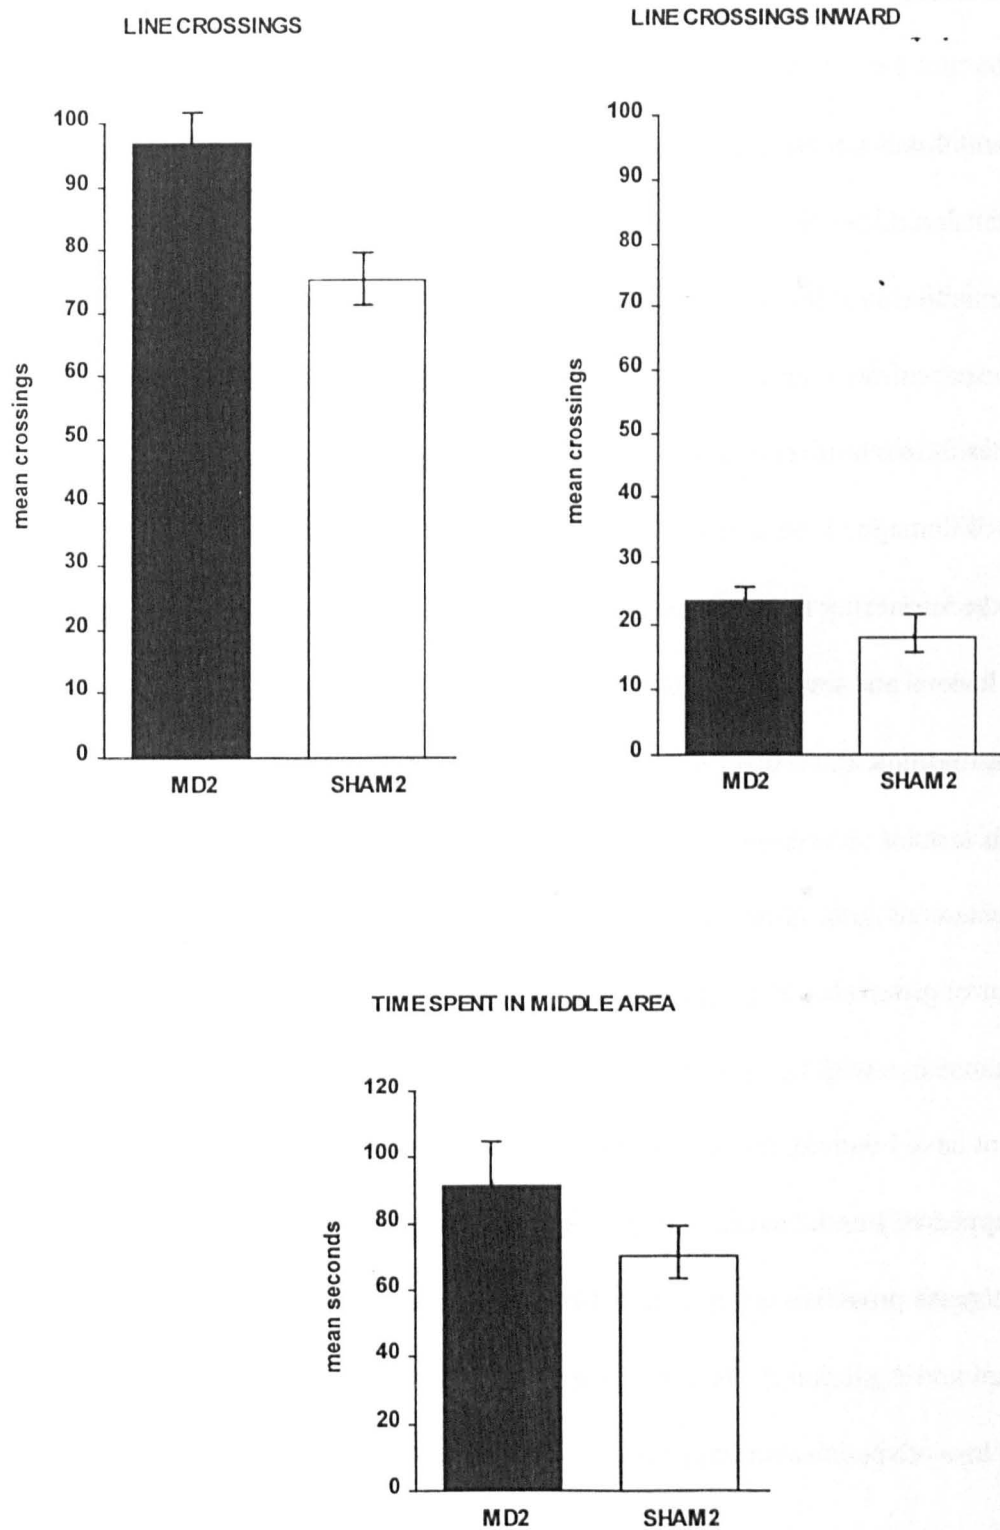 LINE CROSSINGS
mean crossings
100
90
80
70
60
50
40
30
20
10
0
MD2
SHAM2
LINE CROSSINGS INWARD
mean crossings
100
90
80
70
60
50
40
30
20
10
0
MD2
SHAM2
TIME SPENT IN MIDDLE AREA
mean seconds
120
100
80
60
40
20
0
MD2
SHAM2